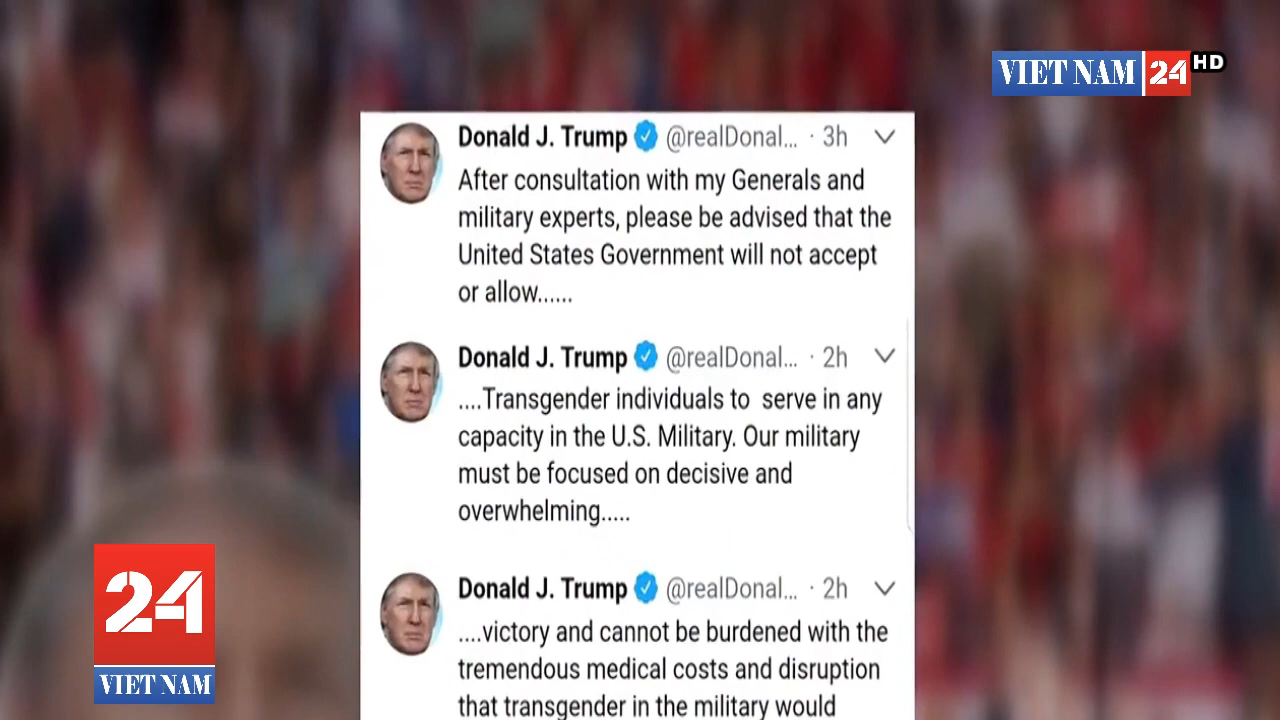 VIET NAM 24 HD
Donald J. Trump @realDonal... · 3h
After consultation with my Generals and
military experts, please be advised that the
United States Government will not accept
or allow......
Donald J. Trump @realDonal... · 2h
....Transgender individuals to serve in any
capacity in the U.S. Military. Our military
must be focused on decisive and
overwhelming.....
Donald J. Trump @realDonal... · 2h
....victory and cannot be burdened with the
tremendous medical costs and disruption
that transgender in the military would
24
VIET NAM